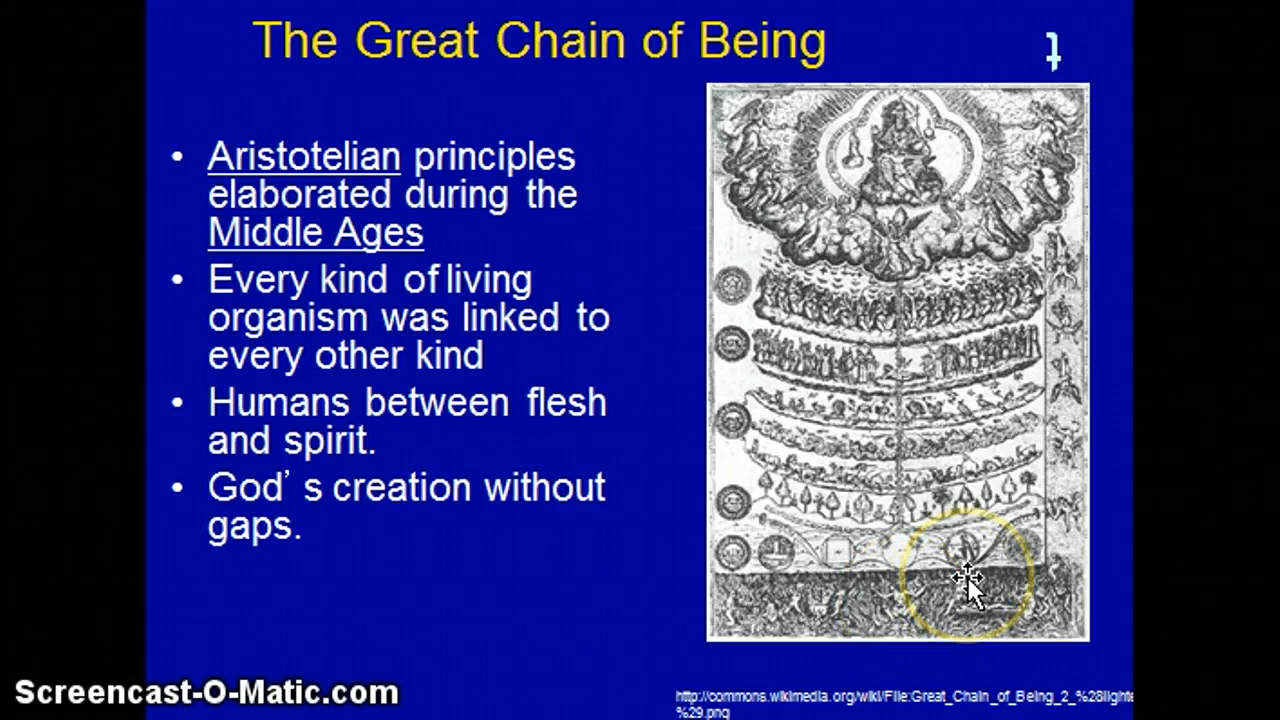 The Great Chain of Being
• Aristotelian principles
elaborated during the
Middle Ages
• Every kind of living
organism was linked to
every other kind
• Humans between flesh
and spirit.
• God’ s creation without
gaps.
Screencast-O-Matic.com
http://commons.wikimedia.org/wiki/File:Great_Chain_of_Being_2_%28lighte
%29.png